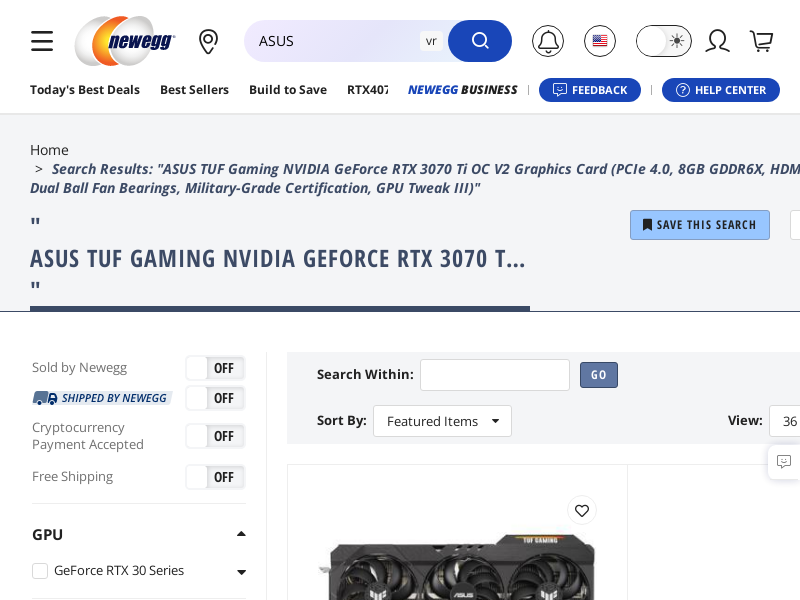 newegg
ASUS
vr
Today's Best Deals
Best Sellers
Build to Save
RTX407
NEWEGG BUSINESS
FEEDBACK
HELP CENTER
Home
> Search Results: "ASUS TUF Gaming NVIDIA GeForce RTX 3070 Ti OC V2 Graphics Card (PCIe 4.0, 8GB GDDR6X, HDM
Dual Ball Fan Bearings, Military-Grade Certification, GPU Tweak III)"
"
ASUS TUF GAMING NVIDIA GEFORCE RTX 3070 T...
"
SAVE THIS SEARCH
Sold by Newegg
OFF
SHIPPED BY NEWEGG
OFF
Cryptocurrency
Payment Accepted
OFF
Free Shipping
OFF
GPU
GeForce RTX 30 Series
Search Within:
GO
Sort By:
Featured Items
View:
36
TUF GAMING
ASUS